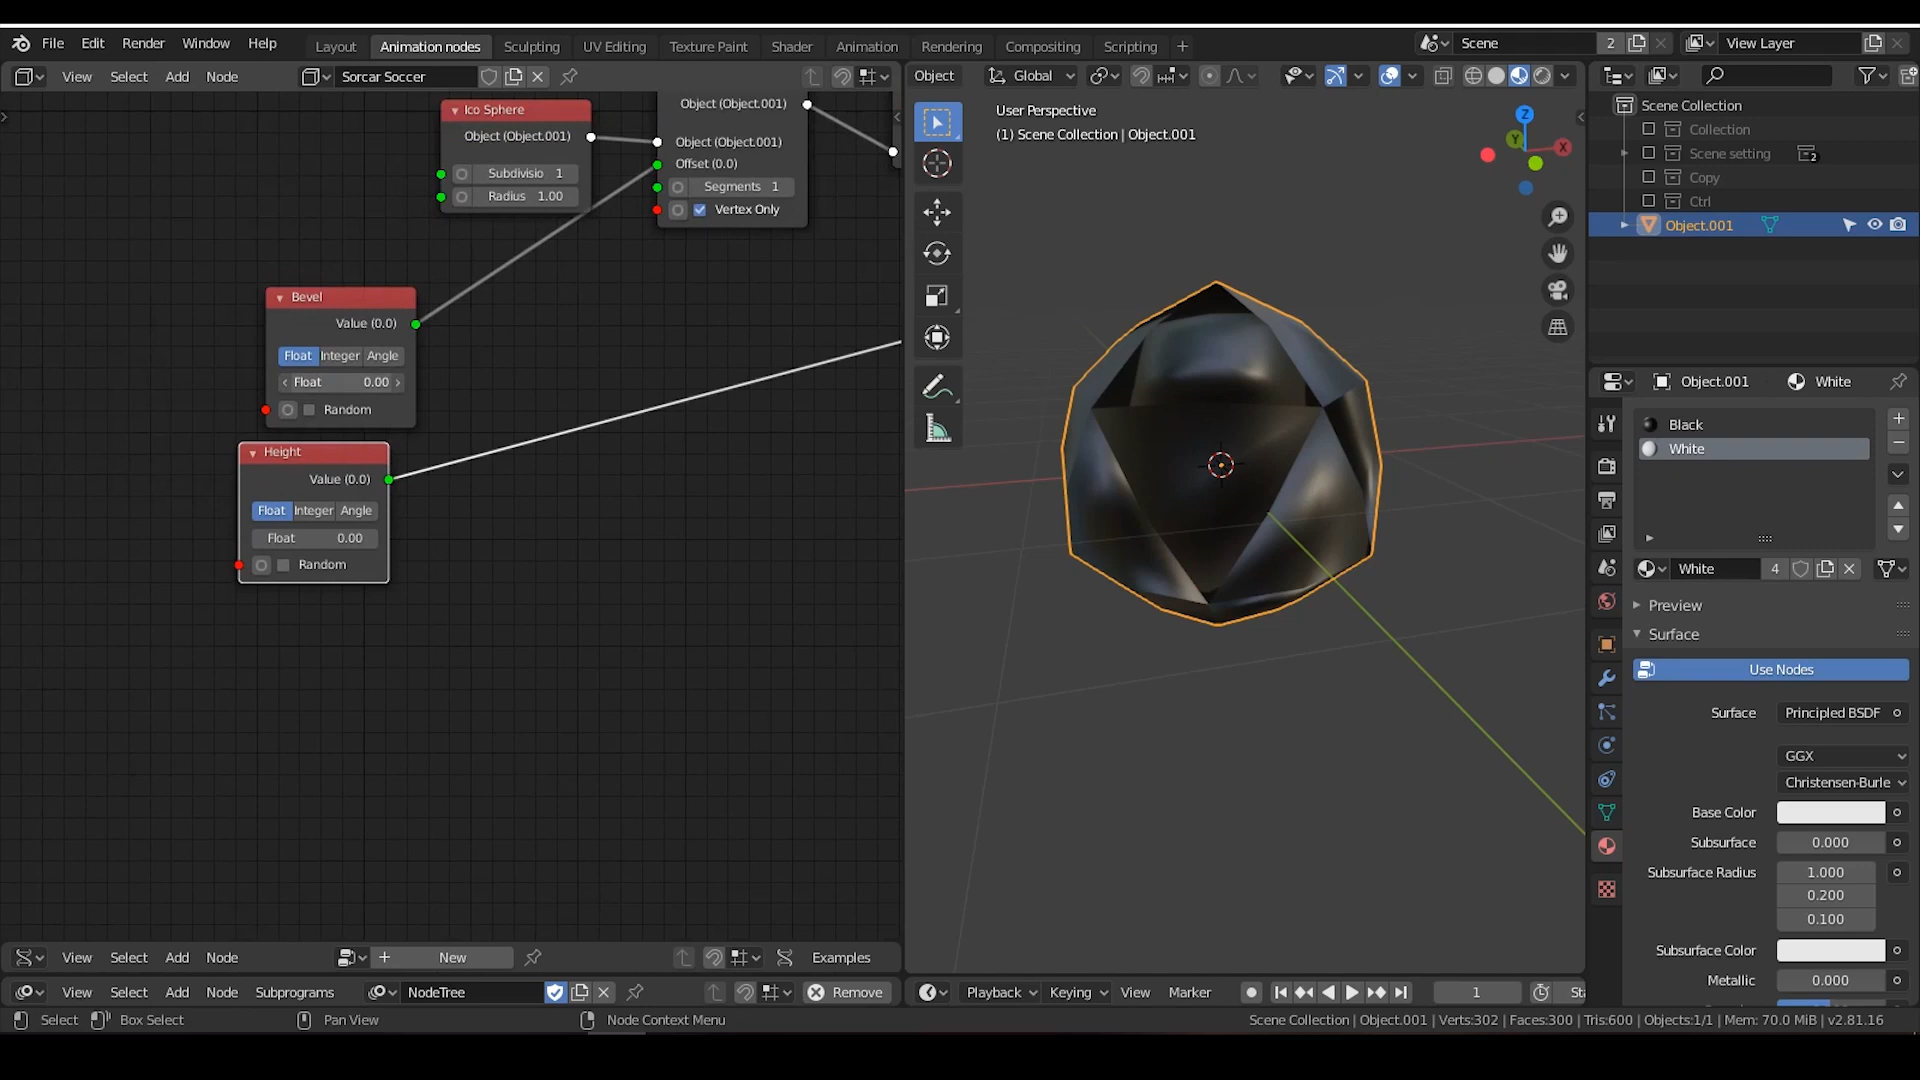 File Edit Render Window Help Layout Animation nodes Sculpting UV Editing Texture Paint Shader Animation Rendering Compositing Scripting + Scene 2 View Layer
View Select Add Node Sorcar Soccer
Object Global
Ico Sphere
Object (Object.001)
Subdivisio 1
Radius 1.00
Object (Object.001)
Object (Object.001)
Offset (0.0)
Segments 1
Vertex Only
Bevel
Value (0.0)
Float Integer Angle
Float 0.00
Random
Height
Value (0.0)
Float Integer Angle
Float 0.00
Random
User Perspective
(1) Scene Collection | Object.001
Z
Y
X
Scene Collection
Collection
Scene setting 2
Copy
Ctrl
Object.001
Object.001 White
Black
White
White 4
Preview
Surface
Use Nodes
Surface Principled BSDF
GGX
Christensen-Burle
Base Color
Subsurface 0.000
Subsurface Radius 1.000
0.200
0.100
Subsurface Color
Metallic 0.000
View Select Add Node + New Examples
View Select Add Node Subprograms NodeTree Remove
Playback Keying View Marker 1 Sta
Select Box Select Pan View Node Context Menu
Scene Collection | Object.001 | Verts:302 | Faces:300 | Tris:600 | Objects:1/1 | Mem: 70.0 MiB | v2.81.16